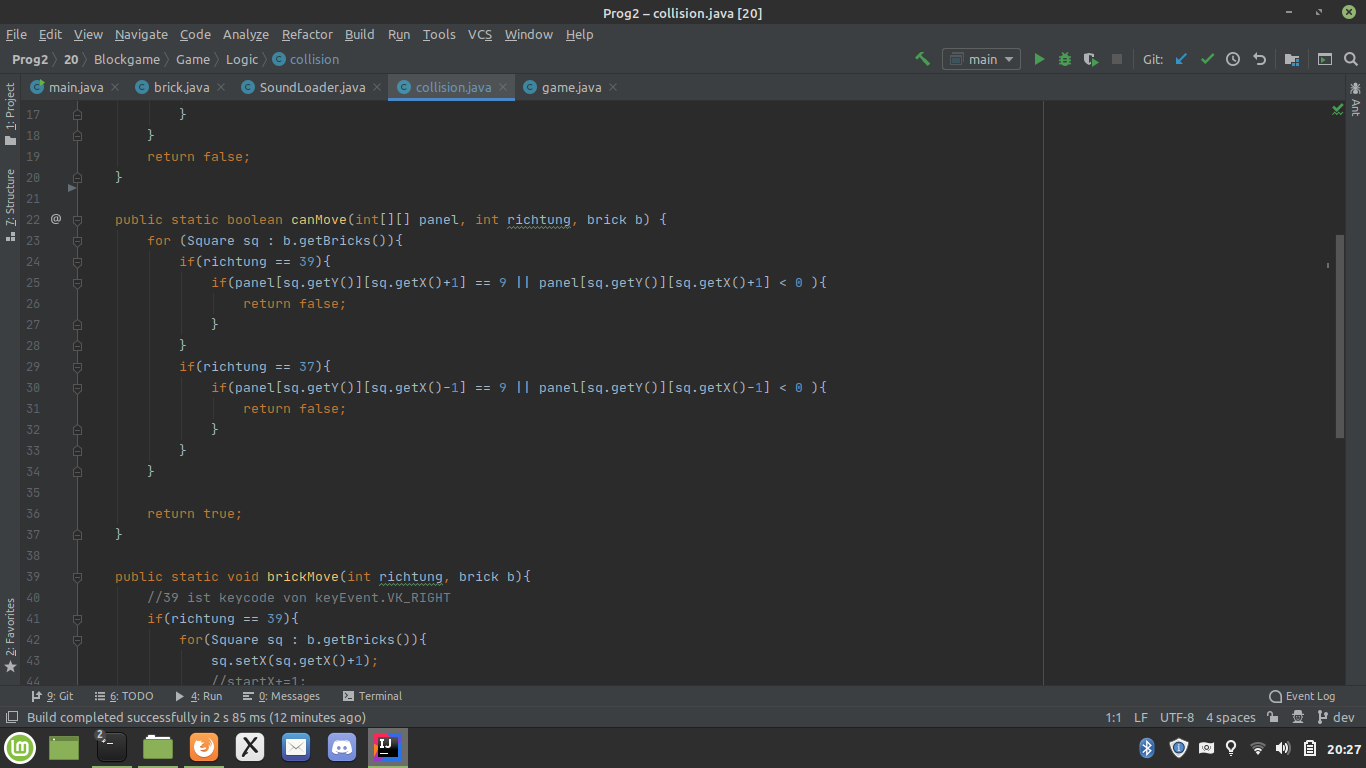 Prog2 – collision.java [20]
File Edit View Navigate Code Analyze Refactor Build Run Tools VCS Window Help
Prog2 20 Blockgame Game Logic collision main Git:
main.java brick.java SoundLoader.java collision.java game.java
1: Project
7: Structure
2: Favorites
Ant
17 }
18 }
19 return false;
20 }
21
22 @ public static boolean canMove(int[][] panel, int richtung, brick b) {
23 for (Square sq : b.getBricks()){
24 if(richtung == 39){
25 if(panel[sq.getY()][sq.getX()+1] == 9 || panel[sq.getY()][sq.getX()+1] < 0 ){
26 return false;
27 }
28 }
29 if(richtung == 37){
30 if(panel[sq.getY()][sq.getX()-1] == 9 || panel[sq.getY()][sq.getX()-1] < 0 ){
31 return false;
32 }
33 }
34 }
35
36 return true;
37 }
38
39 public static void brickMove(int richtung, brick b){
40 //39 ist keycode von keyEvent.VK_RIGHT
41 if(richtung == 39){
42 for(Square sq : b.getBricks()){
43 sq.setX(sq.getX()+1);
44 //startX+=1;
9: Git 6: TODO 4: Run 0: Messages Terminal Event Log
Build completed successfully in 2 s 85 ms (12 minutes ago) 1:1 LF UTF-8 4 spaces dev
2 IJ 20:27